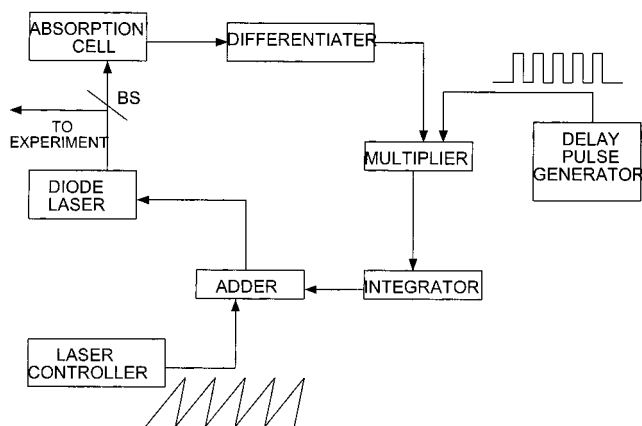 ABSORPTION
CELL
DIFFERENTIATER
BS
TO
EXPERIMENT
MULTIPLIER
DELAY
PULSE
GENERATOR
DIODE
LASER
ADDER
INTEGRATOR
LASER
CONTROLLER